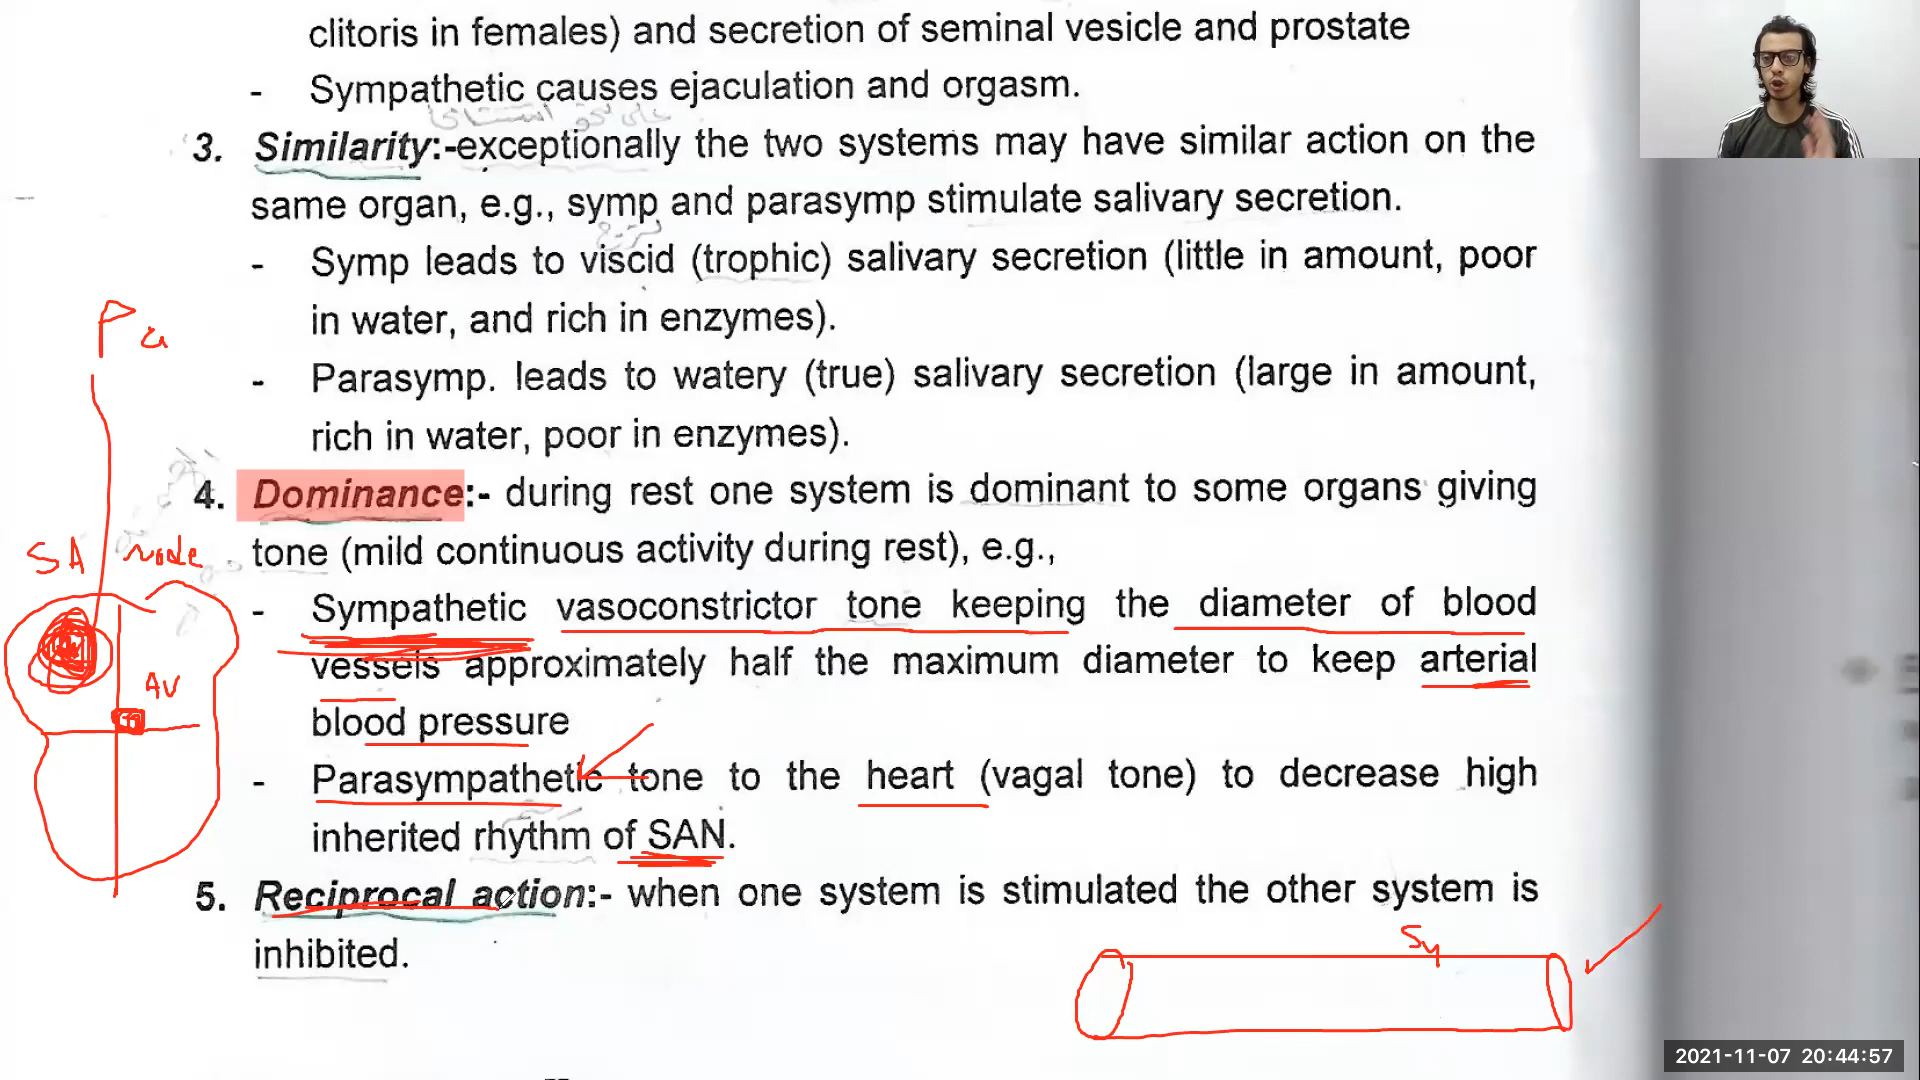 clitoris in females) and secretion of seminal vesicle and prostate
- Sympathetic causes ejaculation and orgasm.
3. Similarity:-exceptionally the two systems may have similar action on the
same organ, e.g., symp and parasymp stimulate salivary secretion.
- Symp leads to viscid (trophic) salivary secretion (little in amount, poor
in water, and rich in enzymes).
- Parasymp. leads to watery (true) salivary secretion (large in amount,
rich in water, poor in enzymes).
4. Dominance:- during rest one system is dominant to some organs giving
tone (mild continuous activity during rest), e.g.,
- Sympathetic vasoconstrictor tone keeping the diameter of blood
vessels approximately half the maximum diameter to keep arterial
blood pressure
- Parasympathetic tone to the heart (vagal tone) to decrease high
inherited rhythm of SAN.
5. Reciprocal action:- when one system is stimulated the other system is
inhibited.
Pa
SA node
AV
Sy
2021-11-07 20:44:57